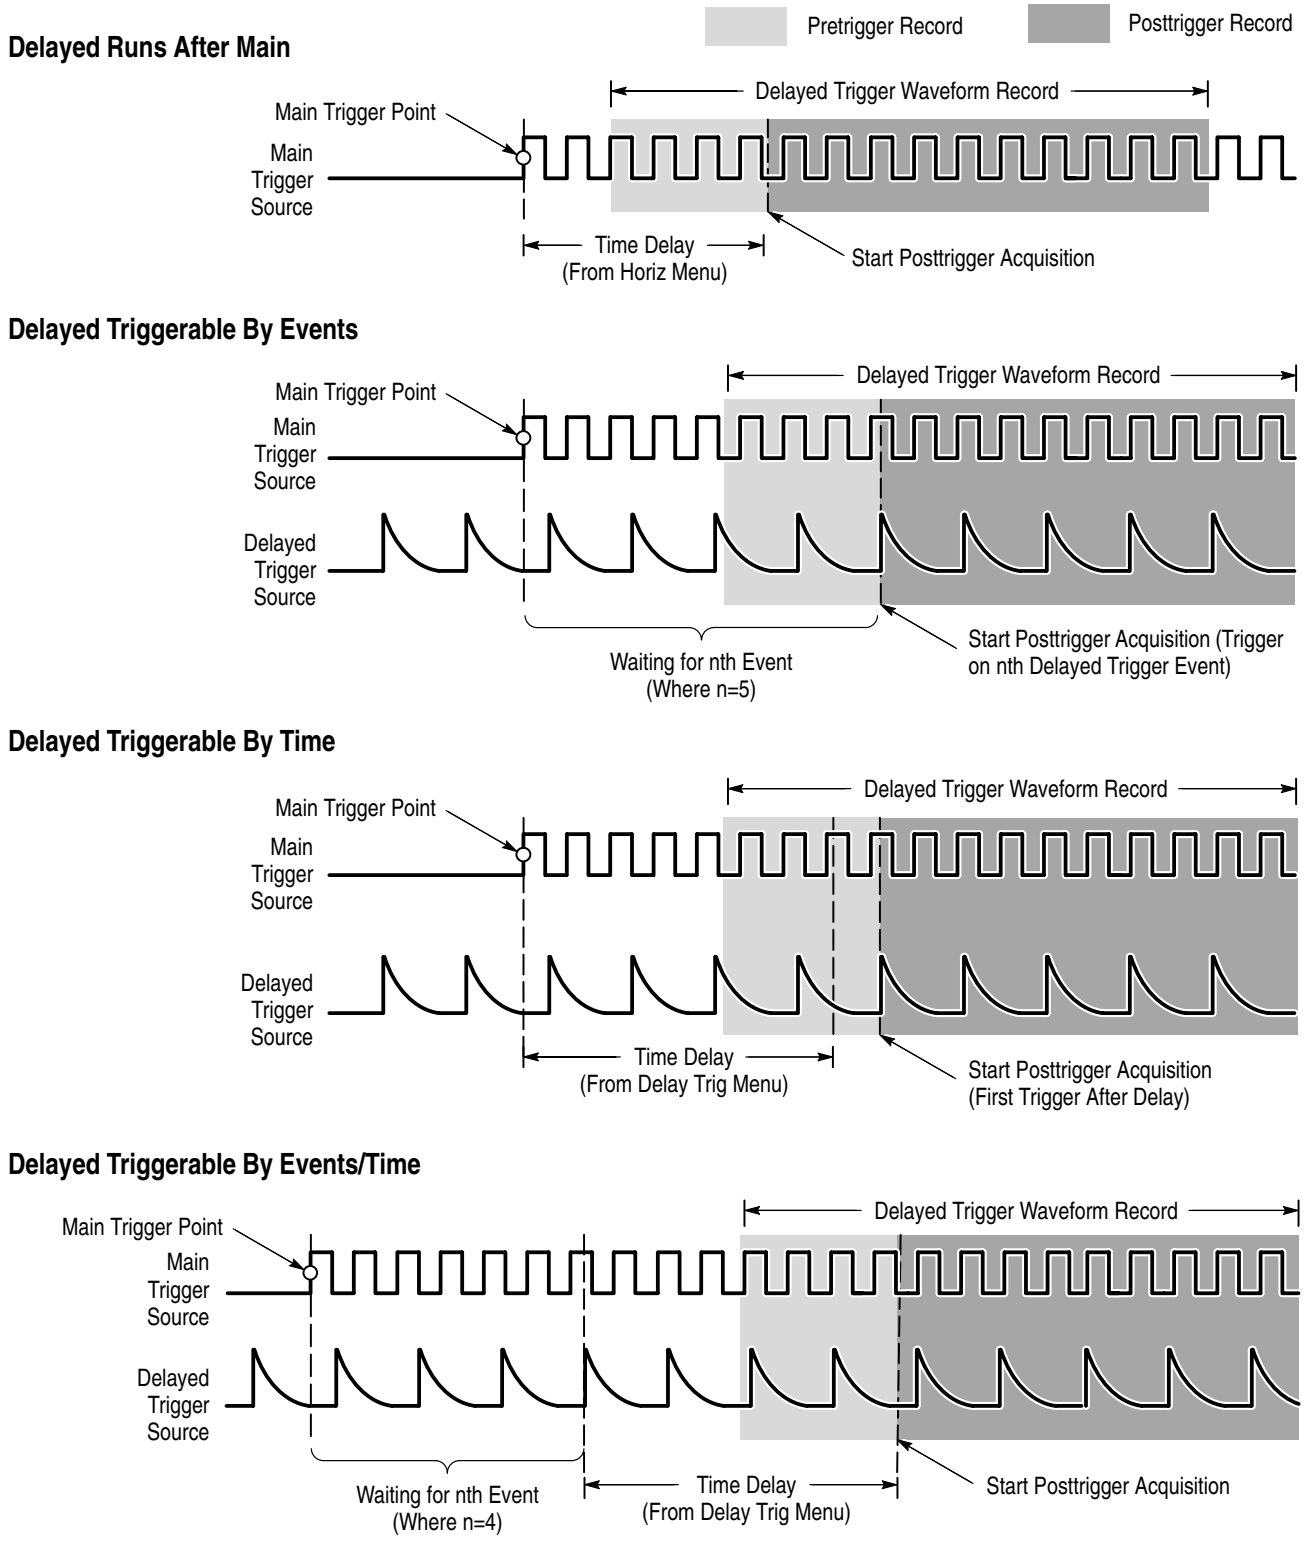 Pretrigger Record
Posttrigger Record
Delayed Runs After Main
Delayed Trigger Waveform Record
Main Trigger Point
Main
Trigger
Source
Time Delay
(From Horiz Menu)
Start Posttrigger Acquisition
Delayed Triggerable By Events
Delayed Trigger Waveform Record
Main Trigger Point
Main
Trigger
Source
Delayed
Trigger
Source
Waiting for nth Event
(Where n=5)
Start Posttrigger Acquisition (Trigger
on nth Delayed Trigger Event)
Delayed Triggerable By Time
Delayed Trigger Waveform Record
Main Trigger Point
Main
Trigger
Source
Delayed
Trigger
Source
Time Delay
(From Delay Trig Menu)
Start Posttrigger Acquisition
(First Trigger After Delay)
Delayed Triggerable By Events/Time
Delayed Trigger Waveform Record
Main Trigger Point
Main
Trigger
Source
Delayed
Trigger
Source
Waiting for nth Event
(Where n=4)
Time Delay
(From Delay Trig Menu)
Start Posttrigger Acquisition